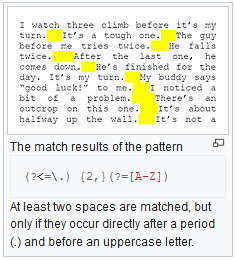 I watch three climb before it's my
turn. It's a tough one. The guy
before me tries twice. He falls
twice. After the last one, he
comes down. He's finished for the
day. It's my turn. My buddy says
"good luck!" to me. I noticed a
bit of a problem. There's an
outcrop on this one. It's about
halfway up the wall. It's not a
The match results of the pattern
(?<=\.) {2,}(?=[A-Z])
At least two spaces are matched, but
only if they occur directly after a period
(.) and before an uppercase letter.